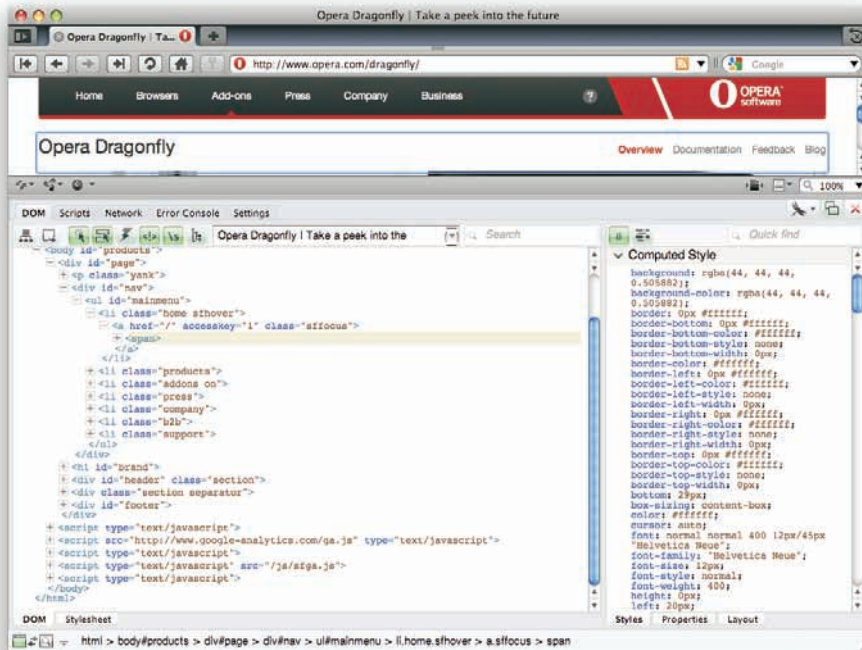 Opera Dragonfly | Take a peek into the future
Opera Dragonfly | Ta...
http://www.opera.com/dragonfly/
Google
Home Browsers Add-ons Press Company Business ? OPERA software
Opera Dragonfly
Overview Documentation Feedback Blog
100%
DOM Scripts Network Error Console Settings
Opera Dragonfly | Take a peek into the
Search
Quick find
<body id="products">
<div id="page">
<p class="yank">
<div id="nav">
<ul id="mainmenu">
<li class="home sfhover">
<a href="/" accesskey="1" class="sffocus">
<span>
</a>
</li>
<li class="products">
<li class="addons on">
<li class="press">
<li class="company">
<li class="b2b">
<li class="support">
</ul>
</div>
<h1 id="brand">
<div id="header" class="section">
<div class="section separator">
<div id="footer">
</div>
<script type="text/javascript">
<script src="http://www.google-analytics.com/ga.js" type="text/javascript">
<script type="text/javascript">
<script type="text/javascript" src="/js/sfga.js">
<script type="text/javascript">
</body>
</html>
Computed Style
background: rgba(44, 44, 44,
0.505882);
background-color: rgba(44, 44, 44,
0.505882);
border: 0px #ffffff;
border-bottom: 0px #ffffff;
border-bottom-color: #ffffff;
border-bottom-style: none;
border-bottom-width: 0px;
border-color: #ffffff;
border-left: 0px #ffffff;
border-left-color: #ffffff;
border-left-style: none;
border-left-width: 0px;
border-right: 0px #ffffff;
border-right-color: #ffffff;
border-right-style: none;
border-right-width: 0px;
border-top: 0px #ffffff;
border-top-color: #ffffff;
border-top-style: none;
border-top-width: 0px;
bottom: 29px;
box-sizing: content-box;
color: #ffffff;
cursor: auto;
font: normal normal 400 12px/45px
"Helvetica Neue";
font-family: "Helvetica Neue";
font-size: 12px;
font-style: normal;
font-weight: 400;
height: 0px;
left: 20px;
DOM Stylesheet
Styles Properties Layout
html > body#products > div#page > div#nav > ul#mainmenu > li.home.sfhover > a.sffocus > span